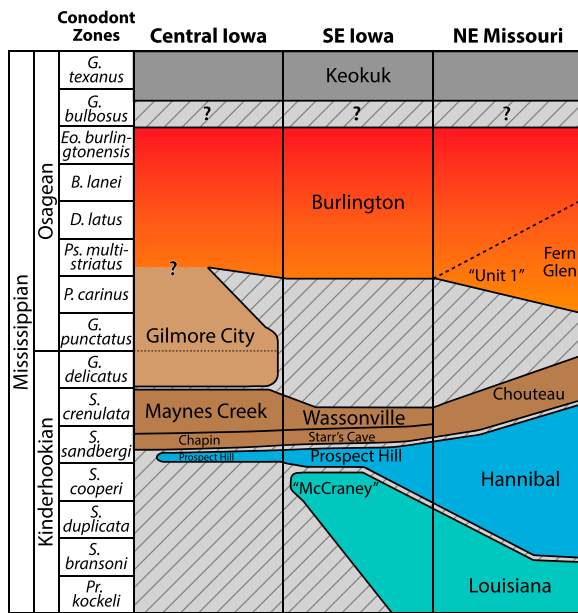 Conodont
Zones
Central Iowa
SE Iowa
NE Missouri
Mississippian
Osagean
Kinderhookian
G.
texanus
G.
bulbosus
Eo. burlin-
gtonensis
B. lanei
D. latus
Ps. multi-
striatus
P. carinus
G.
punctatus
G.
delicatus
S.
crenulata
S.
sandbergi
S.
cooperi
S.
duplicata
S.
bransoni
Pr.
kockeli
Keokuk
?
?
?
Burlington
Fern
Glen
"Unit 1"
?
Gilmore City
Chouteau
Maynes Creek
Wassonville
Chapin
Starr's Cave
Prospect Hill
Prospect Hill
Hannibal
"McCraney"
Louisiana